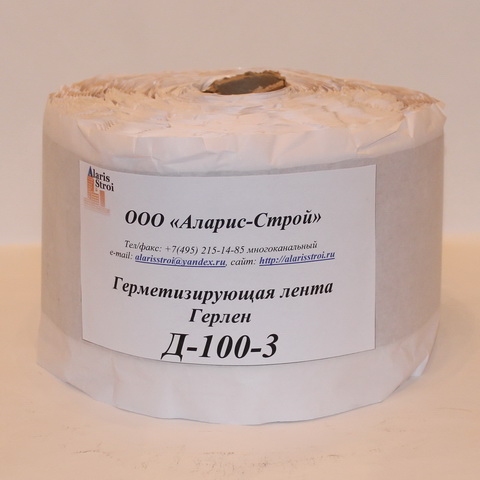 Alaris
Stroi
ООО «Аларис-Строй»
Тел/факс: +7(495) 215-14-85 многоканальный
e-mail: alarisstroi@yandex.ru, сайт: http://alarisstroi.ru
Герметизирующая лента
Герлен
Д-100-3